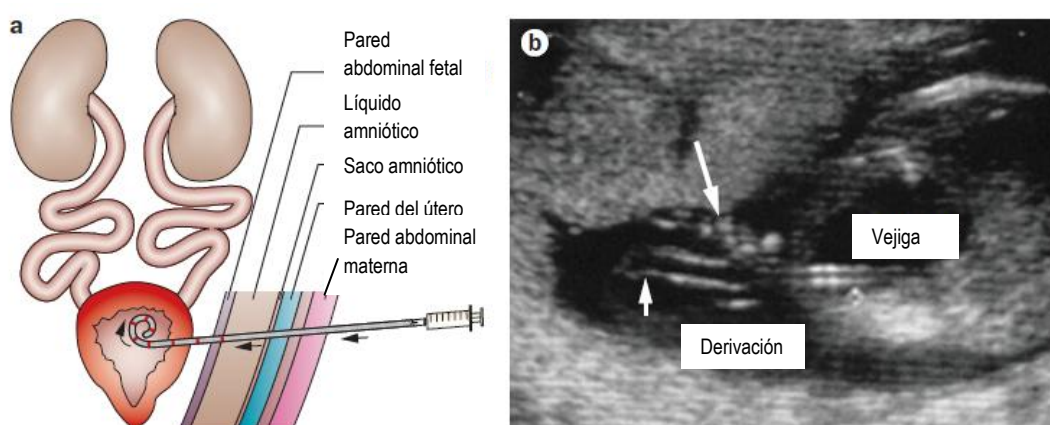 a
Pared
abdominal fetal
Líquido
amniótico
Saco amniótico
Pared del útero
Pared abdominal
materna
b
Vejiga
Derivación